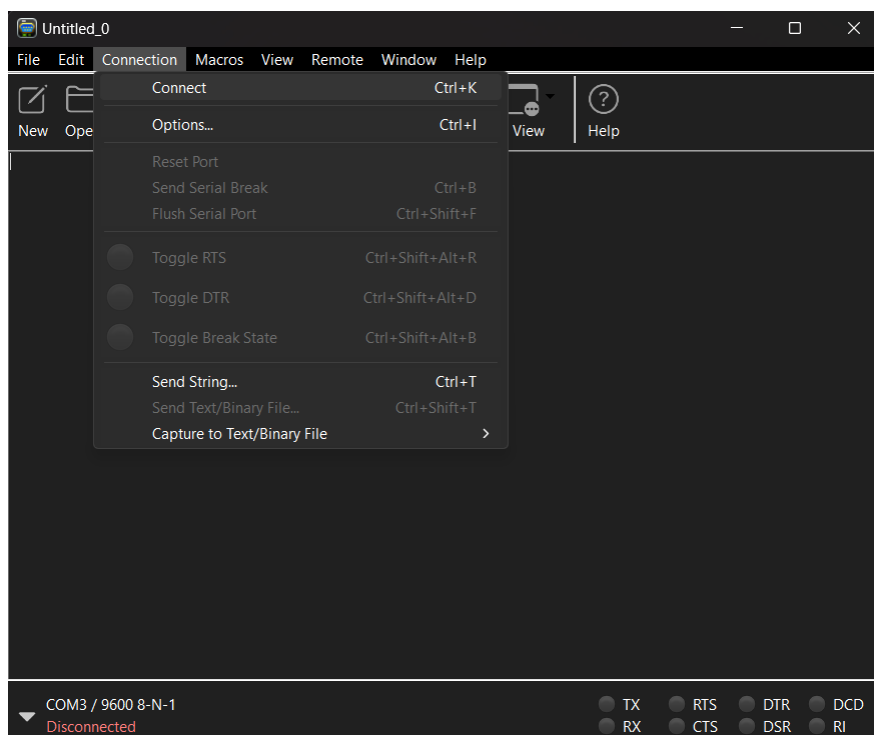 Untitled_0
File Edit Connection Macros View Remote Window Help
Connect Ctrl+K
Options... Ctrl+I
Reset Port
Send Serial Break Ctrl+B
Flush Serial Port Ctrl+Shift+F
Toggle RTS Ctrl+Shift+Alt+R
Toggle DTR Ctrl+Shift+Alt+D
Toggle Break State Ctrl+Shift+Alt+B
Send String... Ctrl+T
Send Text/Binary File... Ctrl+Shift+T
Capture to Text/Binary File
New Ope View Help
COM3 / 9600 8-N-1 TX RTS DTR DCD
Disconnected RX CTS DSR RI